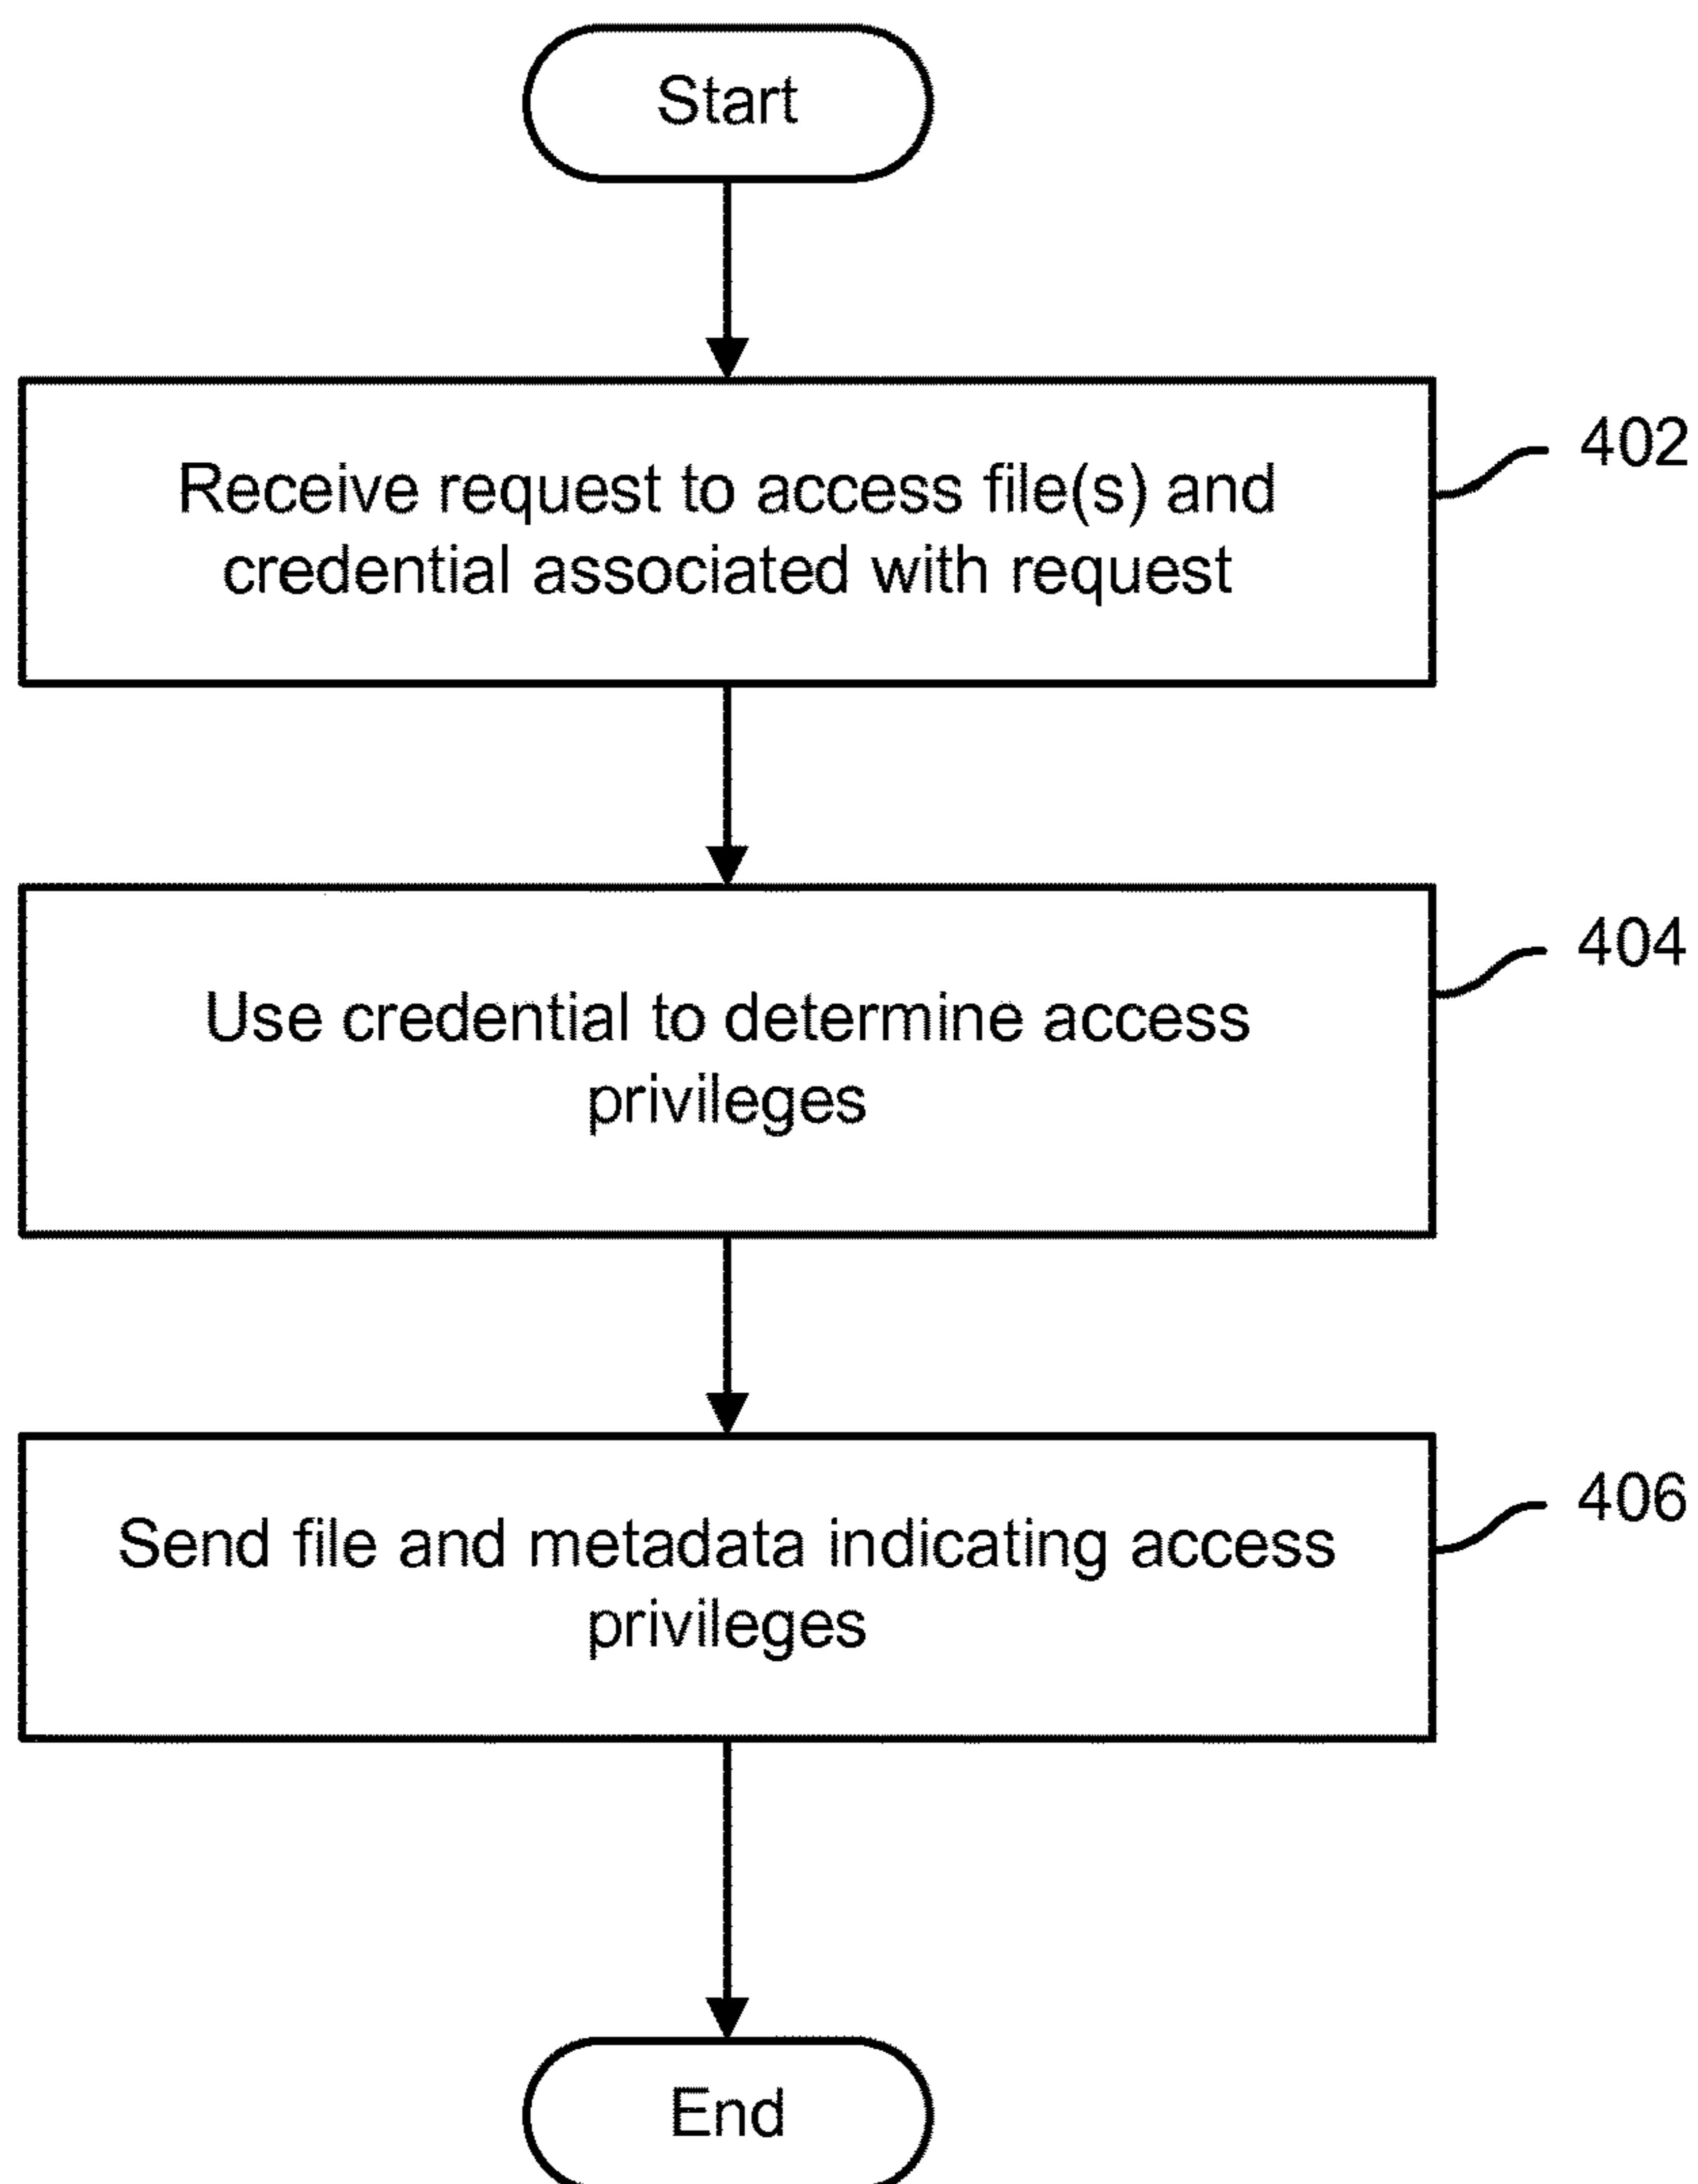 Start
Receive request to access file(s) and
credential associated with request
402
Use credential to determine access
privileges
404
Send file and metadata indicating access
privileges
406
End